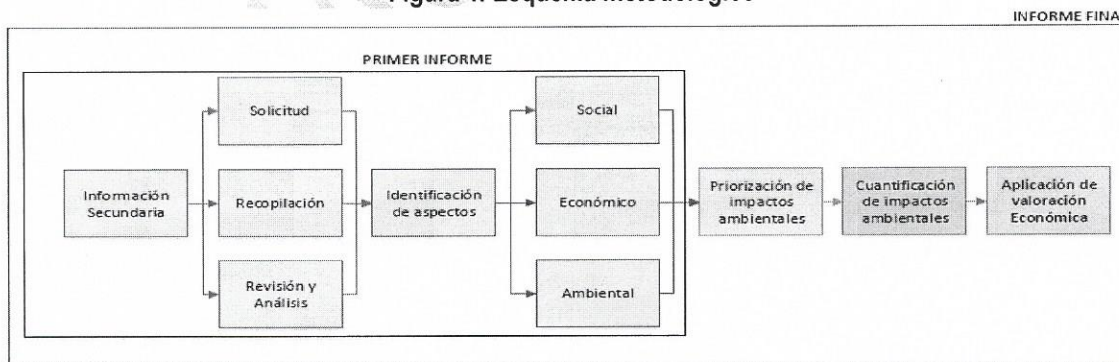 INFORME FINA
PRIMER INFORME
Solicitud
Social
Información
Secundaria
Recopilación
Identificación
de aspectos
Económico
Priorización de
impactos
ambientales
Cuantificación
de impactos
ambientales
Aplicación de
valoración
Económica
Revisión y
Análisis
Ambiental